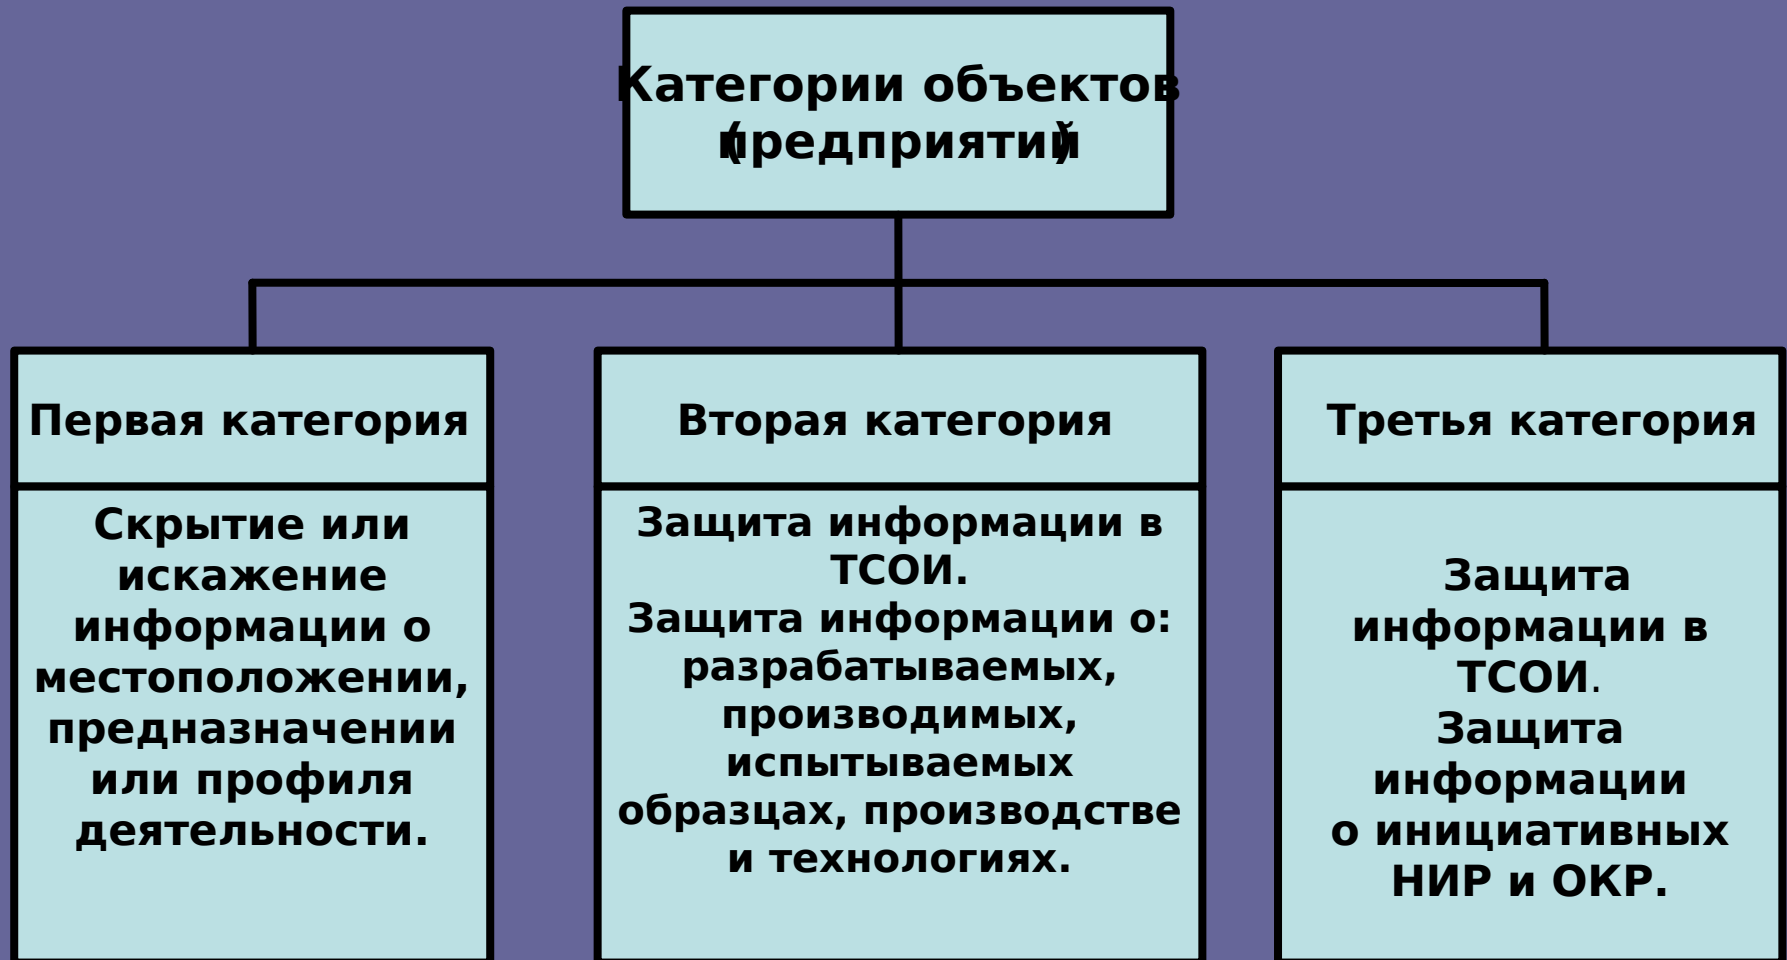 Категории объектов
(предприятий)
Первая категория
Скрытие или
искажение
информации о
местоположении,
предназначении
или профиля
деятельности.
Вторая категория
Защита информации в
ТСОИ.
Защита информации о:
разрабатываемых,
производимых,
испытываемых
образцах, производстве
и технологиях.
Третья категория
Защита
информации в
ТСОИ.
Защита
информации
о инициативных
НИР и ОКР.